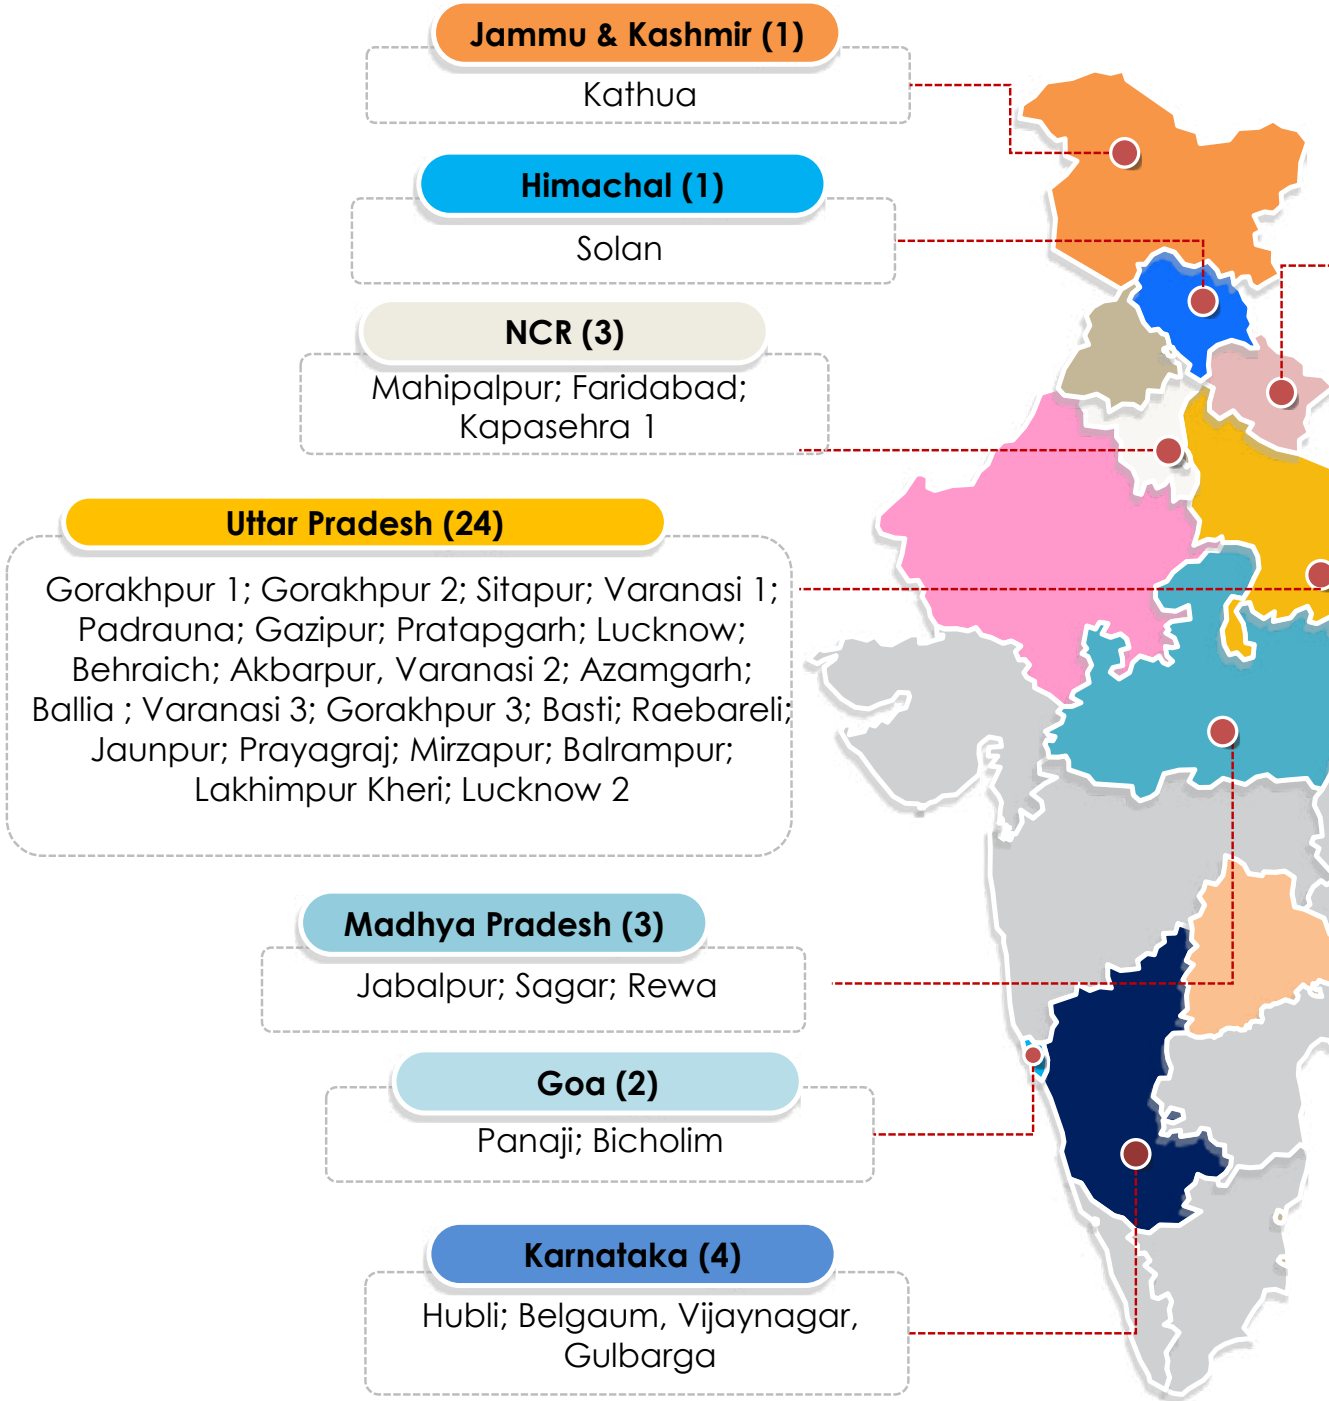 Jammu & Kashmir (1)
Kathua
Himachal (1)
Solan
NCR (3)
Mahipalpur; Faridabad;
Kapasehra 1
Uttar Pradesh (24)
Gorakhpur 1; Gorakhpur 2; Sitapur; Varanasi 1;
Padrauna; Gazipur; Pratapgarh; Lucknow;
Behraich; Akbarpur, Varanasi 2; Azamgarh;
Ballia ; Varanasi 3; Gorakhpur 3; Basti; Raebareli;
Jaunpur; Prayagraj; Mirzapur; Balrampur;
Lakhimpur Kheri; Lucknow 2
Madhya Pradesh (3)
Jabalpur; Sagar; Rewa
Goa (2)
Panaji; Bicholim
Karnataka (4)
Hubli; Belgaum, Vijaynagar,
Gulbarga